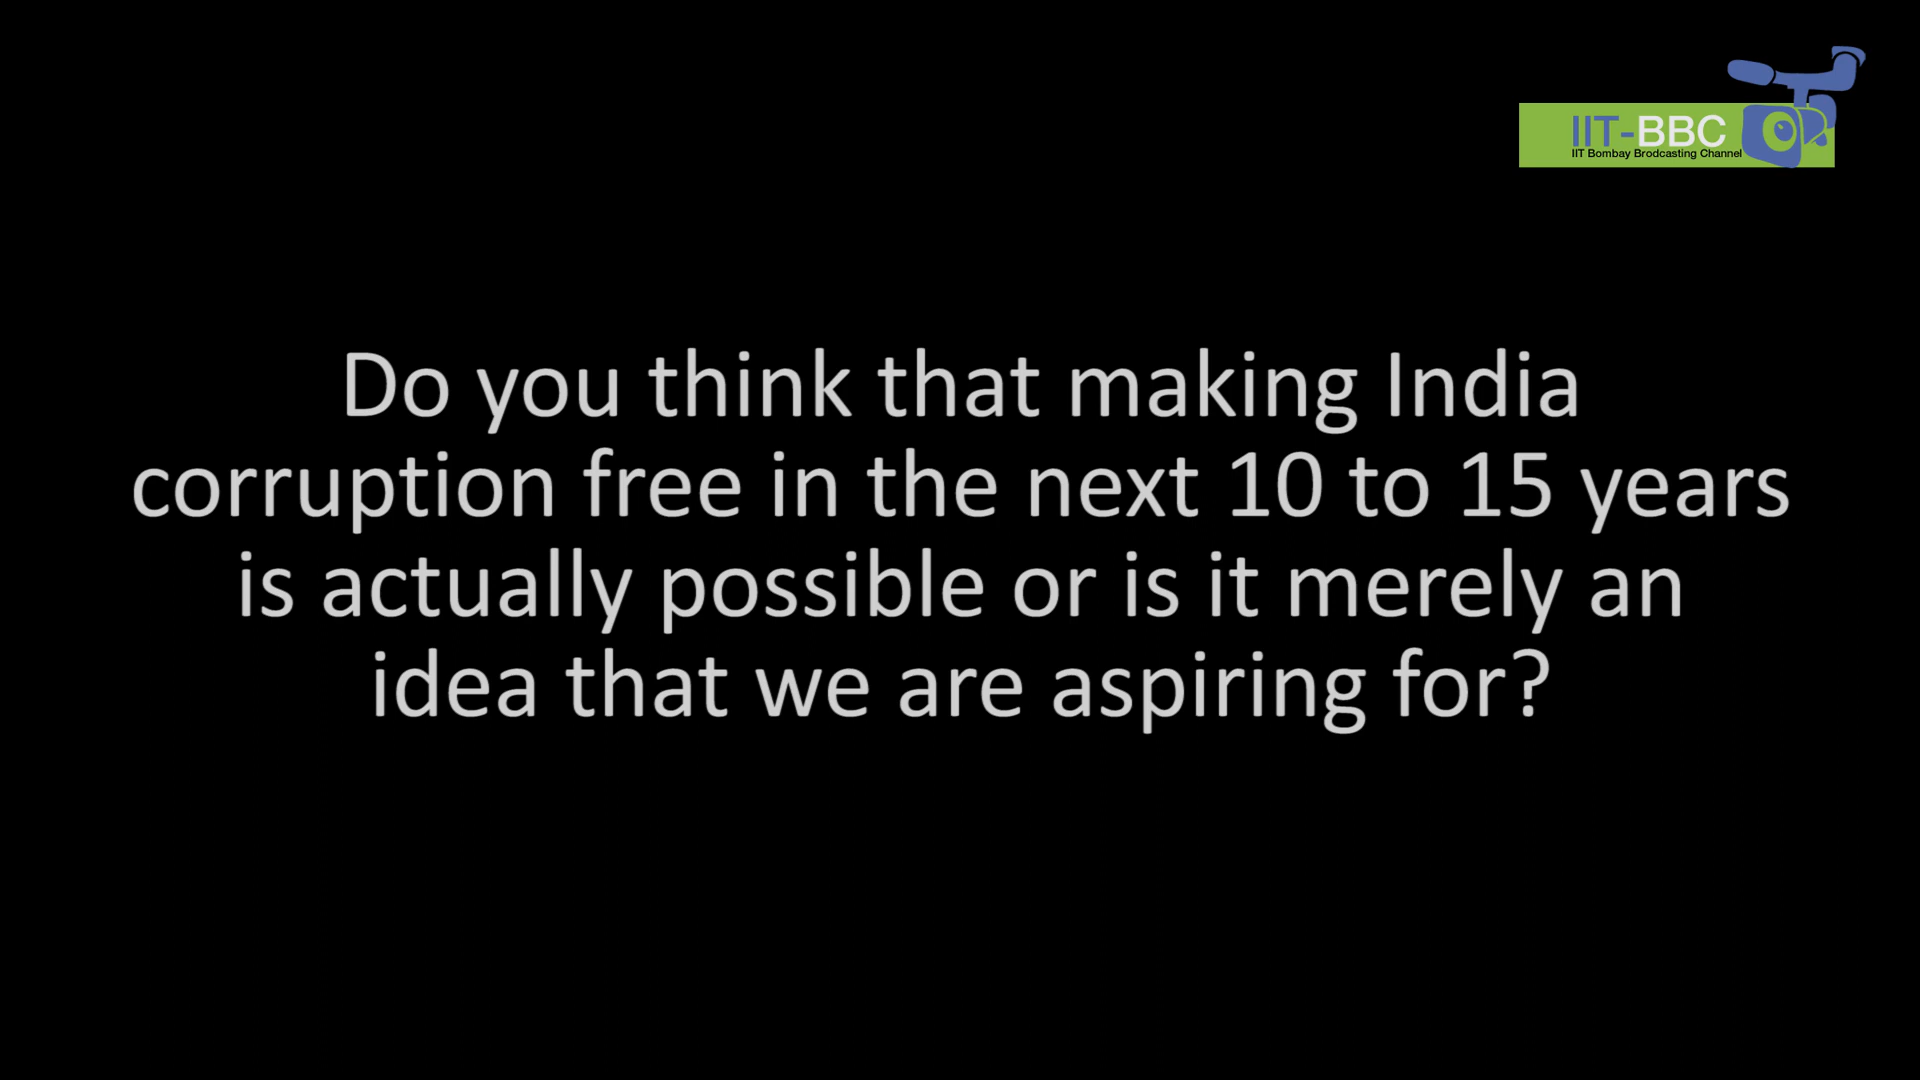 IIT-BBC
IIT Bombay Brodcasting Channel
Do you think that making India
corruption free in the next 10 to 15 years
is actually possible or is it merely an
idea that we are aspiring for?